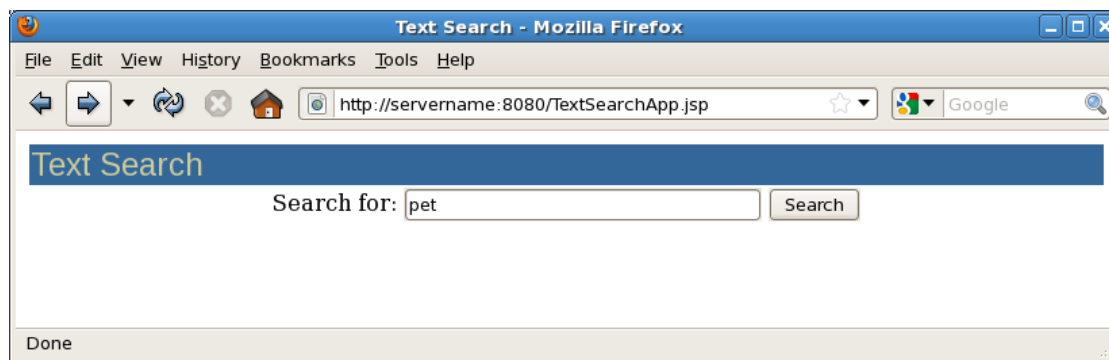 Text Search - Mozilla Firefox
File Edit View History Bookmarks Tools Help
http://servername:8080/TextSearchApp.jsp Google
Text Search
Search for: pet Search
Done